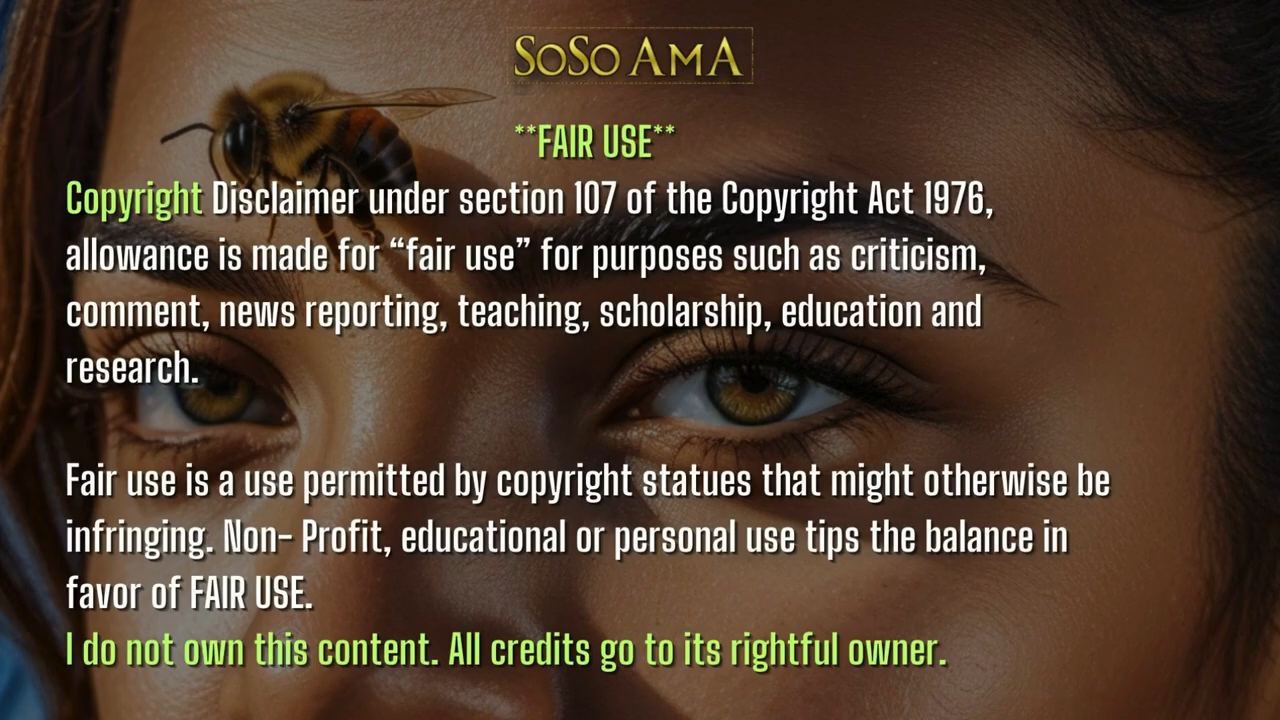 SoSo AmA
**FAIR USE**
Copyright Disclaimer under section 107 of the Copyright Act 1976,
allowance is made for “fair use” for purposes such as criticism,
comment, news reporting, teaching, scholarship, education and
research.
Fair use is a use permitted by copyright statues that might otherwise be
infringing. Non- Profit, educational or personal use tips the balance in
favor of FAIR USE.
I do not own this content. All credits go to its rightful owner.